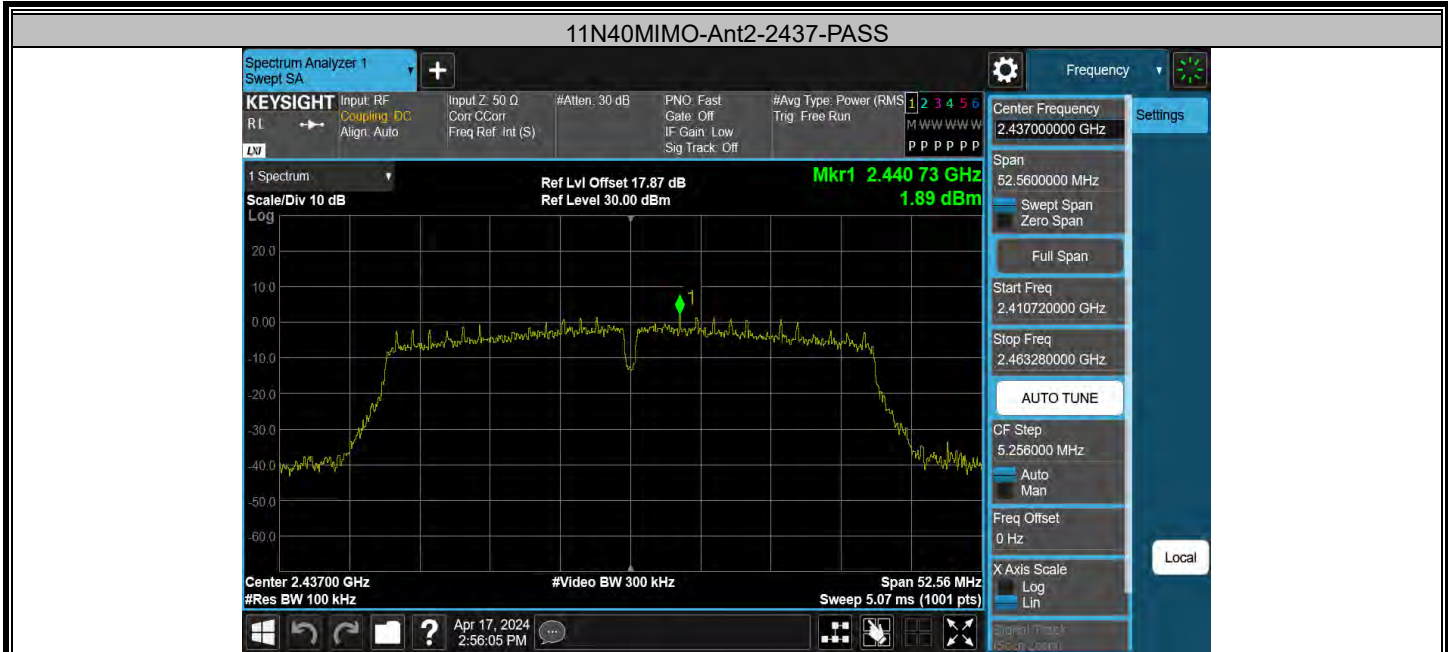 11N40MIMO-Ant2-2437-PASS
Spectrum Analyzer 1
Swept SA
Frequency
KEYSIGHT
RL
LXI
Input: RF
Coupling: DC
Align: Auto
Input Z: 50 Ω
Corr CCorr
Freq Ref: Int (S)
#Atten: 30 dB
PNO: Fast
Gate: Off
IF Gain: Low
Sig Track: Off
#Avg Type: Power (RMS
Trig: Free Run
1 2 3 4 5 6
M W W W W W
P P P P P P
1 Spectrum
Scale/Div 10 dB
Log
Ref Lvl Offset 17.87 dB
Ref Level 30.00 dBm
Mkr1 2.440 73 GHz
1.89 dBm
20.0
10.0
0.00
-10.0
-20.0
-30.0
-40.0
-50.0
-60.0
1
Center 2.43700 GHz
#Res BW 100 kHz
#Video BW 300 kHz
Span 52.56 MHz
Sweep 5.07 ms (1001 pts)
Center Frequency
2.437000000 GHz
Settings
Span
52.5600000 MHz
Swept Span
Zero Span
Full Span
Start Freq
2.410720000 GHz
Stop Freq
2.463280000 GHz
AUTO TUNE
CF Step
5.256000 MHz
Auto
Man
Freq Offset
0 Hz
X Axis Scale
Log
Lin
Signal Track
(Span Zoom)
Local
?
Apr 17, 2024
2:56:05 PM